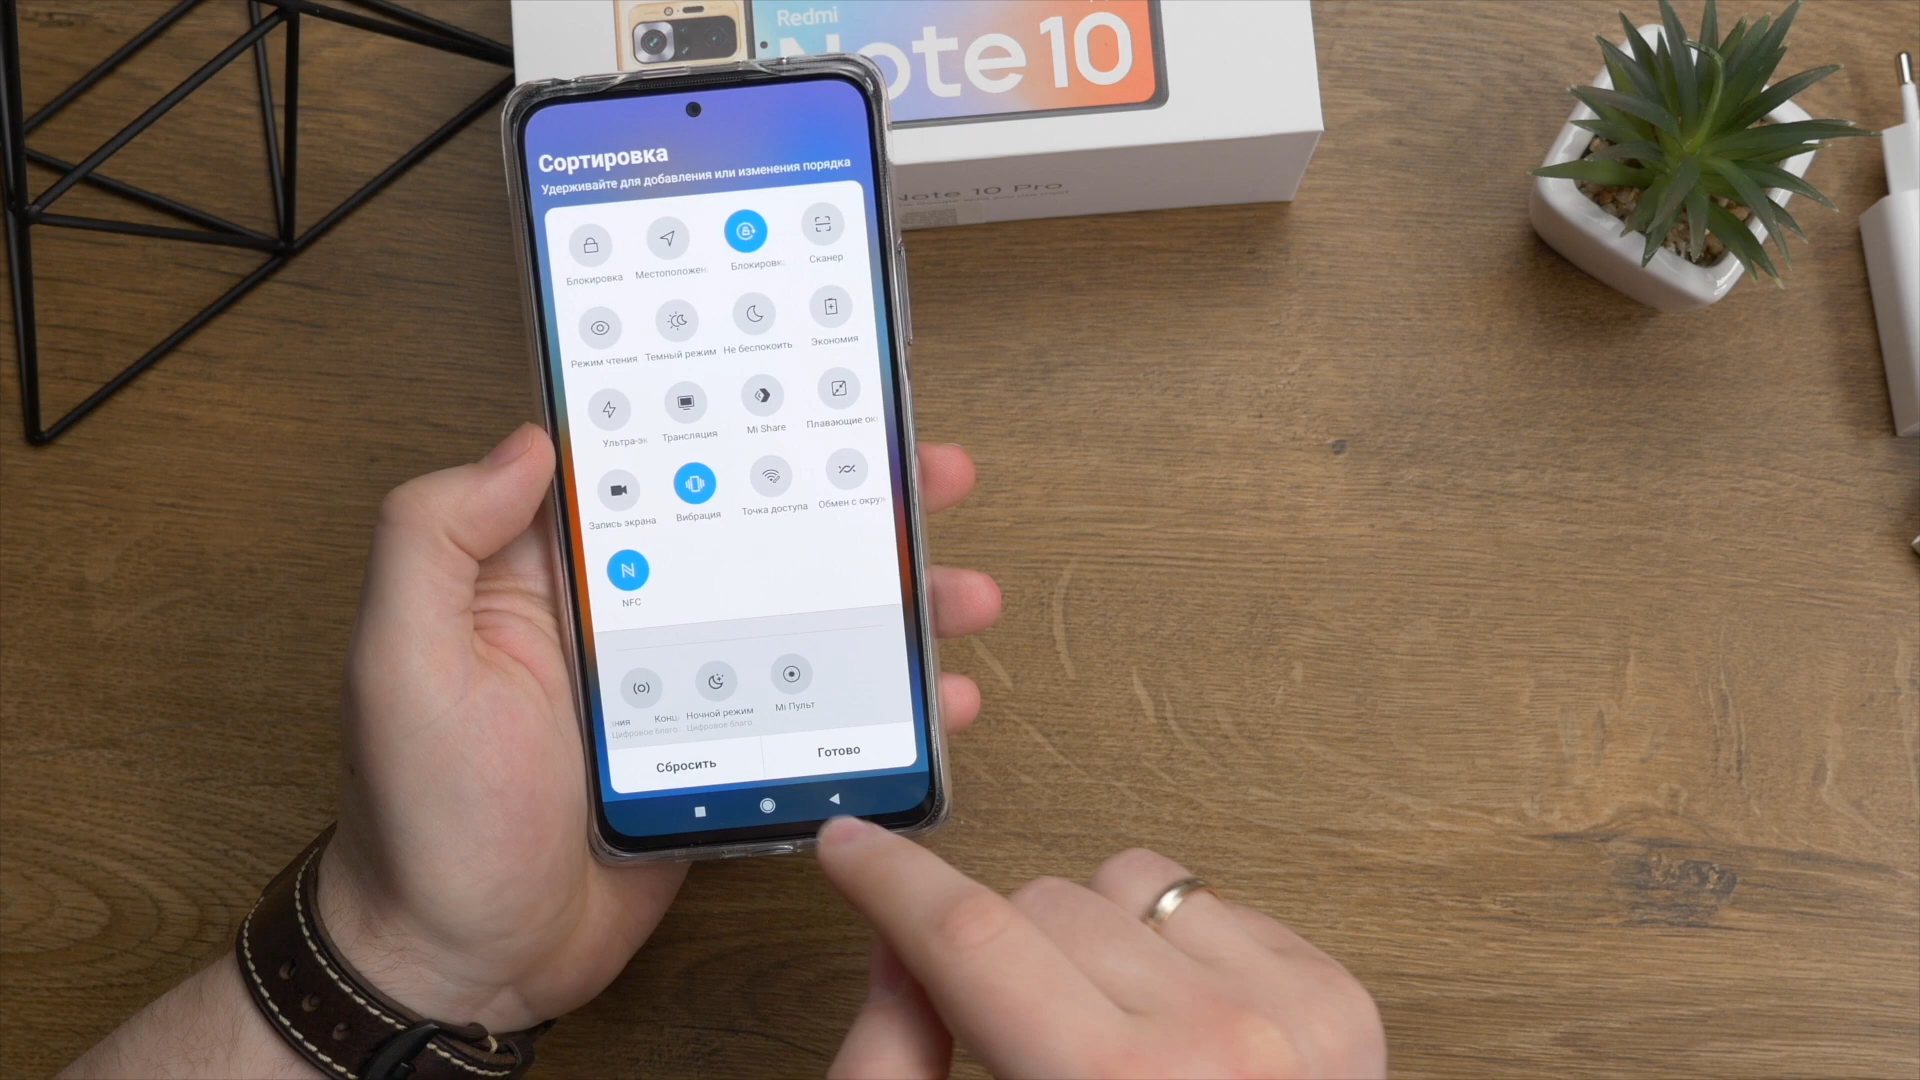 Redmi
Note 10
Note 10 Pro
Сортировка
Удерживайте для добавления или изменения порядка
Блокировка
Местоположен
Блокировка
Сканер
Режим чтения
Темный режим
Не беспокоить
Экономия
Ультра-эк
Трансляция
Mi Share
Плавающие ок
Запись экрана
Вибрация
Точка доступа
Обмен с окруж
NFC
ния Конц
Ночной режим
Mi Пульт
Цифровое благо
Цифровое благо
Сбросить
Готово